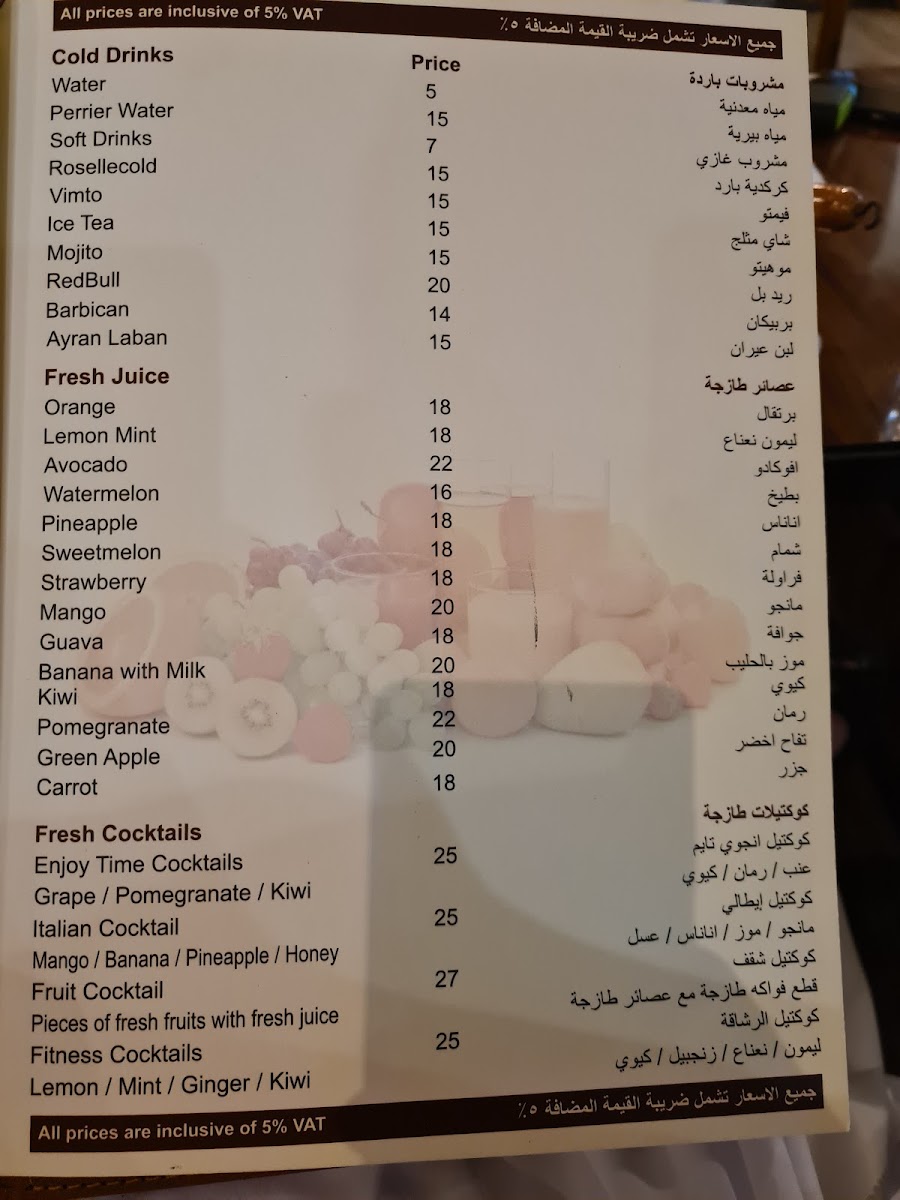 All prices are inclusive of 5% VAT جميع الاسعار تشمل ضريبة القيمة المضافة ٥٪
Cold Drinks Price مشروبات باردة
Water 5 مياه معدنية
Perrier Water 15 مياه بيرية
Soft Drinks 7 مشروب غازي
Rosellecold 15 كركدية بارد
Vimto 15 فيمتو
Ice Tea 15 شاي مثلج
Mojito 15 موهيتو
RedBull 20 ريد بل
Barbican 14 بربيكان
Ayran Laban 15 لبن عيران
Fresh Juice عصائر طازجة
Orange 18 برتقال
Lemon Mint 18 ليمون نعناع
Avocado 22 افوكادو
Watermelon 16 بطيخ
Pineapple 18 اناناس
Sweetmelon 18 شمام
Strawberry 18 فراولة
Mango 20 مانجو
Guava 18 جوافة
Banana with Milk 20 موز بالحليب
Kiwi 18 كيوي
Pomegranate 22 رمان
Green Apple 20 تفاح اخضر
Carrot 18 جزر
Fresh Cocktails كوكتيلات طازجة
Enjoy Time Cocktails 25 كوكتيل انجوي تايم
Grape / Pomegranate / Kiwi عنب / رمان / كيوي
Italian Cocktail 25 كوكتيل إيطالي
Mango / Banana / Pineapple / Honey مانجو / موز / اناناس / عسل
Fruit Cocktail 27 كوكتيل شقف
Pieces of fresh fruits with fresh juice قطع فواكه طازجة مع عصائر طازجة
Fitness Cocktails 25 كوكتيل الرشاقة
Lemon / Mint / Ginger / Kiwi ليمون / نعناع / زنجبيل / كيوي
All prices are inclusive of 5% VAT جميع الاسعار تشمل ضريبة القيمة المضافة ٥٪